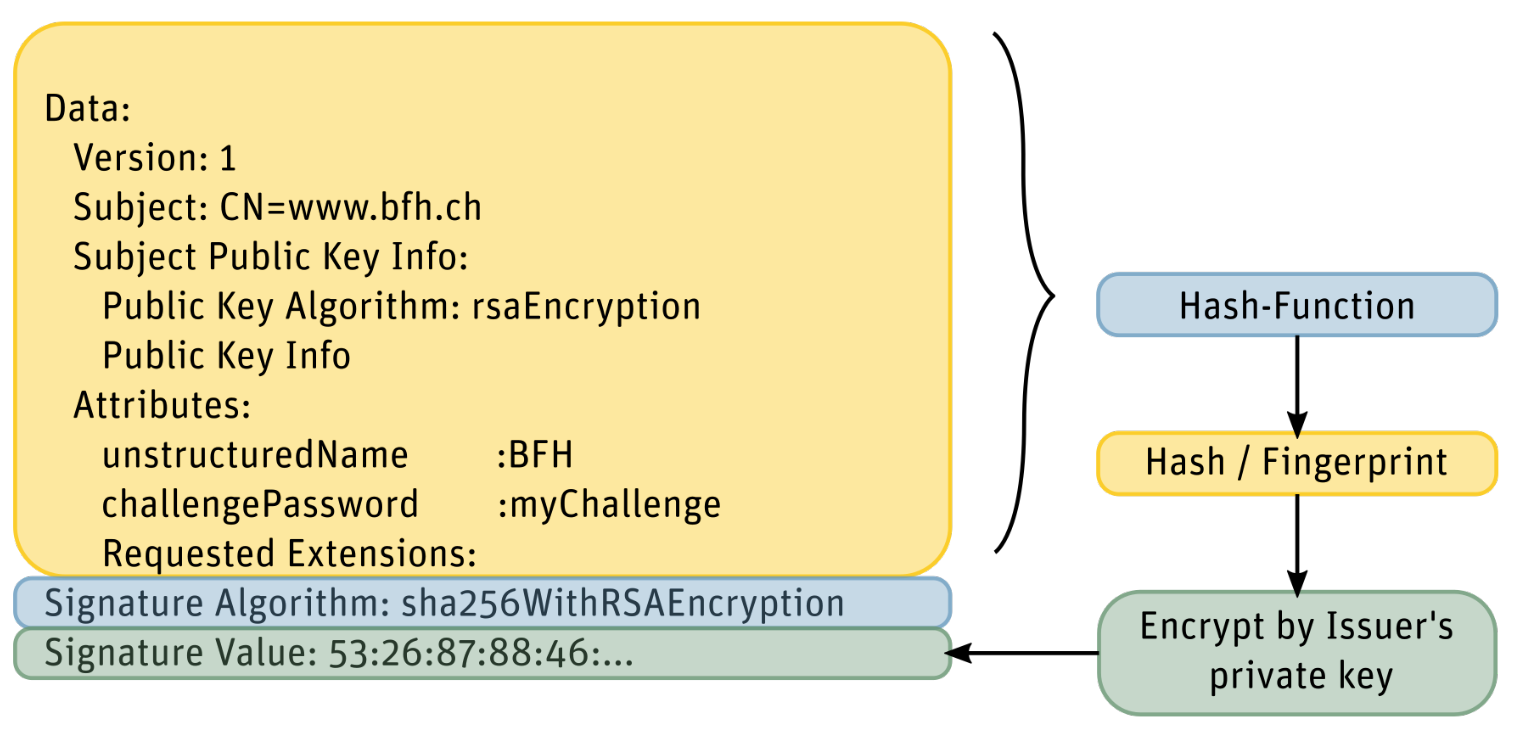 Data:
Version: 1
Subject: CN=www.bfh.ch
Subject Public Key Info:
Public Key Algorithm: rsaEncryption
Public Key Info
Attributes:
unstructuredName :BFH
challengePassword :myChallenge
Requested Extensions:
Signature Algorithm: sha256WithRSAEncryption
Signature Value: 53:26:87:88:46:...
Hash-Function
Hash / Fingerprint
Encrypt by Issuer's
private key